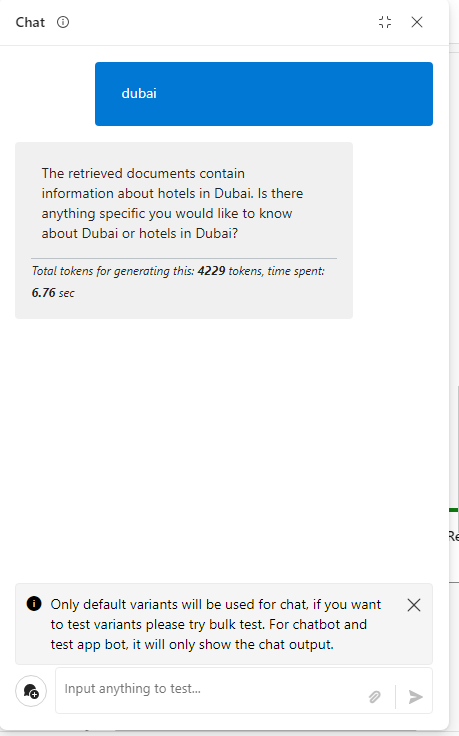 Chat
dubai
The retrieved documents contain
information about hotels in Dubai. Is there
anything specific you would like to know
about Dubai or hotels in Dubai?
Total tokens for generating this: 4229 tokens, time spent:
6.76 sec
Re
Only default variants will be used for chat, if you want
to test variants please try bulk test. For chatbot and
test app bot, it will only show the chat output.
Input anything to test...